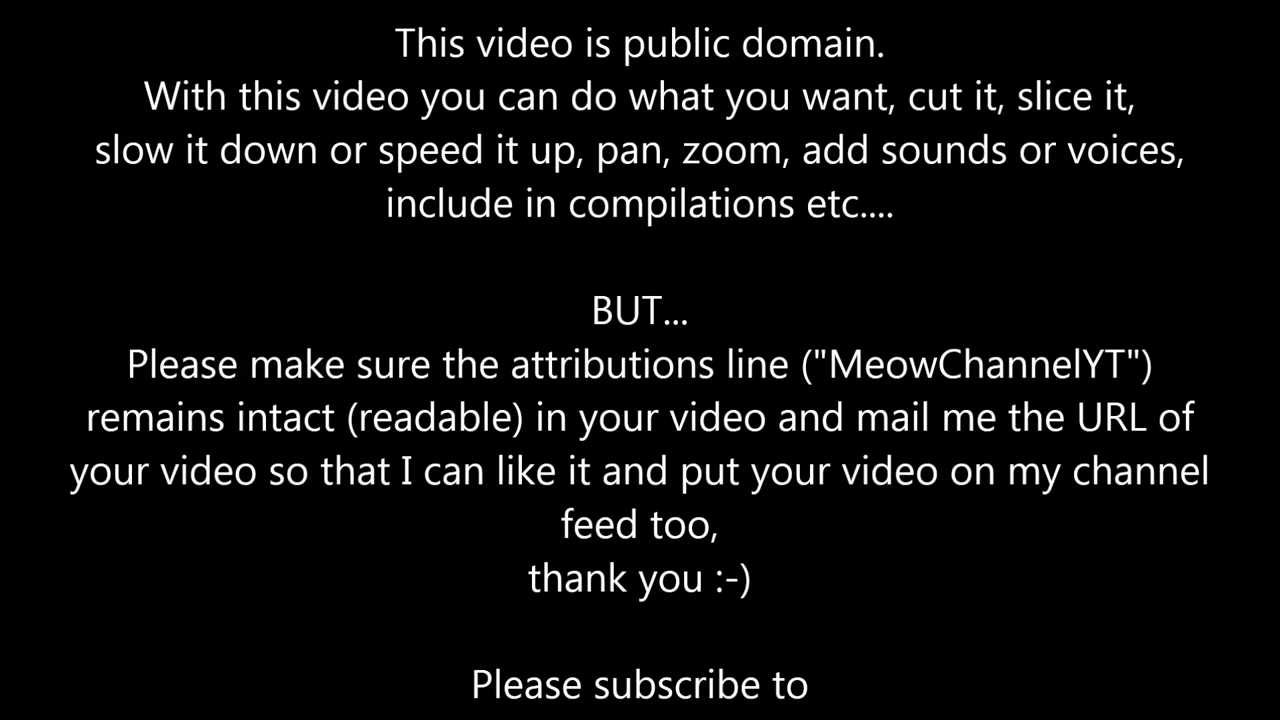 This video is public domain.
With this video you can do what you want, cut it, slice it,
slow it down or speed it up, pan, zoom, add sounds or voices,
include in compilations etc....
BUT...
Please make sure the attributions line ("MeowChannelYT")
remains intact (readable) in your video and mail me the URL of
your video so that I can like it and put your video on my channel
feed too,
thank you :-)
Please subscribe to